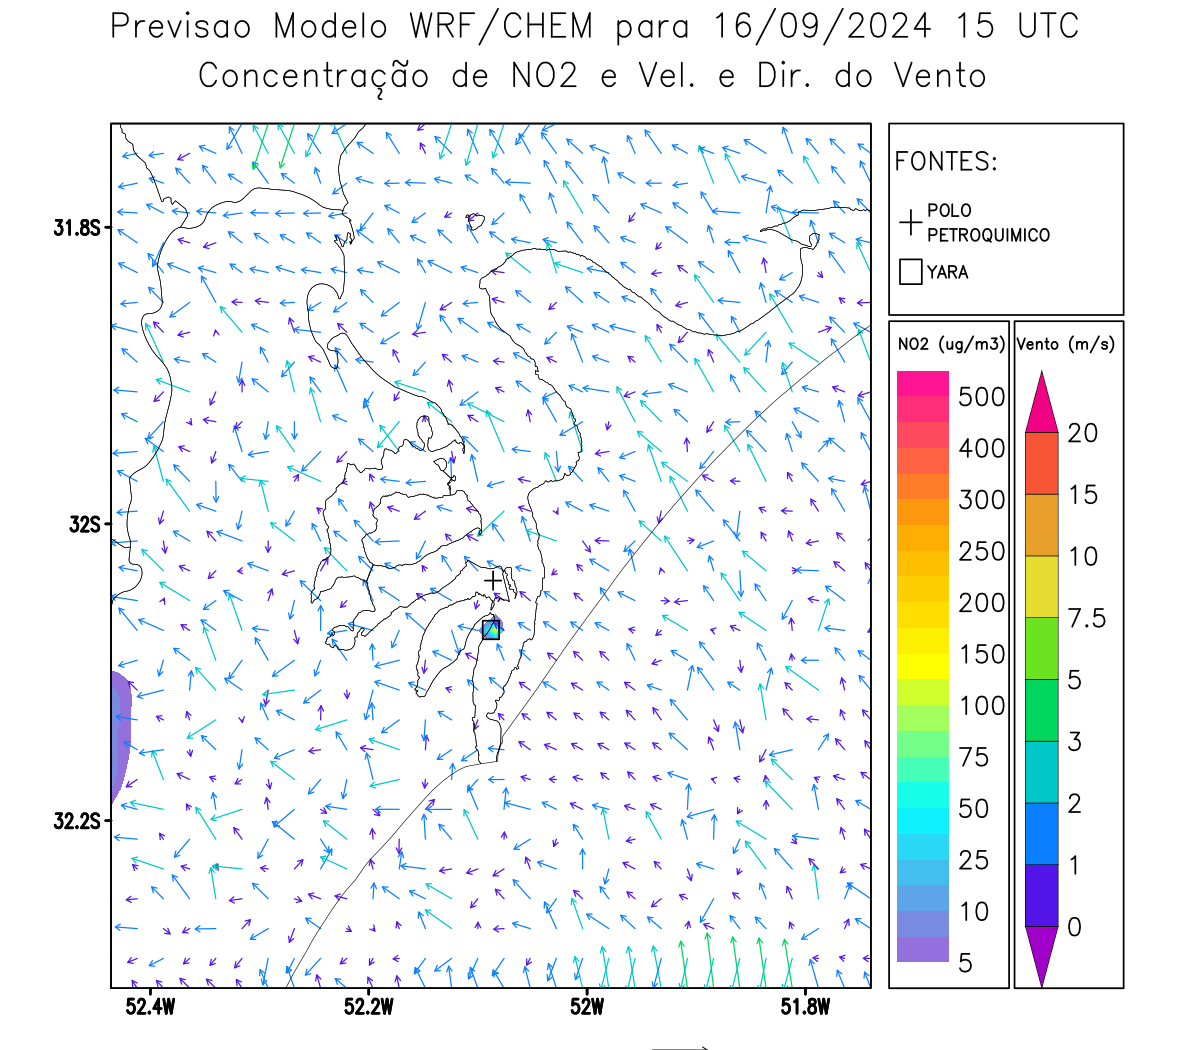 Previsao Modelo WRF/CHEM para 16/09/2024 15 UTC
Concentração de NO2 e Vel. e Dir. do Vento
FONTES:
POLO
PETROQUIMICO
YARA
NO2 (ug/m3)
500
400
300
250
200
150
100
75
50
25
10
5
Vento (m/s)
20
15
10
7.5
5
3
2
1
0
31.8S
32S
32.2S
52.4W
52.2W
52W
51.8W